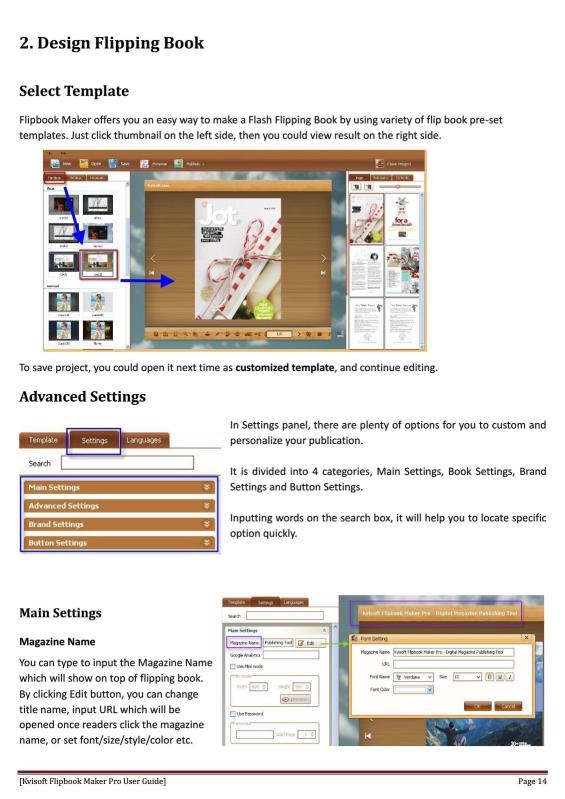 2. Design Flipping Book
Select Template
Flipbook Maker offers you an easy way to make a Flash Flipping Book by using variety of flip book pre-set
templates. Just click thumbnail on the left side, then you could view result on the right side.
New Open Save Preview Publish
Template Settings Languages
Kvisoft.com
Jot.
for a
To save project, you could open it next time as customized template, and continue editing.
Advanced Settings
Template Settings Languages
Search
Main Settings
Advanced Settings
Brand Settings
Button Settings
In Settings panel, there are plenty of options for you to custom and
personalize your publication.
It is divided into 4 categories, Main Settings, Book Settings, Brand
Settings and Button Settings.
Inputting words on the search box, it will help you to locate specific
option quickly.
Main Settings
Magazine Name
You can type to input the Magazine Name
which will show on top of flipping book.
By clicking Edit button, you can change
title name, input URL which will be
opened once readers click the magazine
name, or set font/size/style/color etc.
Template Settings Languages
Search
Main Settings
Magazine Name Publishing Tool Edit
Google Analytics
Use Mini mode
Width Height
Use Password
Password
Start Page 1
Kvisoft Flipbook Maker Pro - Digital Magazine Publishing Tool
Font Setting
Magazine Name Kvisoft Flipbook Maker Pro - Digital Magazine Publishing Tool
URL
Font Name Verdana Size 12 B U I
Font Color
OK Cancel
[Kvisoft Flipbook Maker Pro User Guide] Page 14